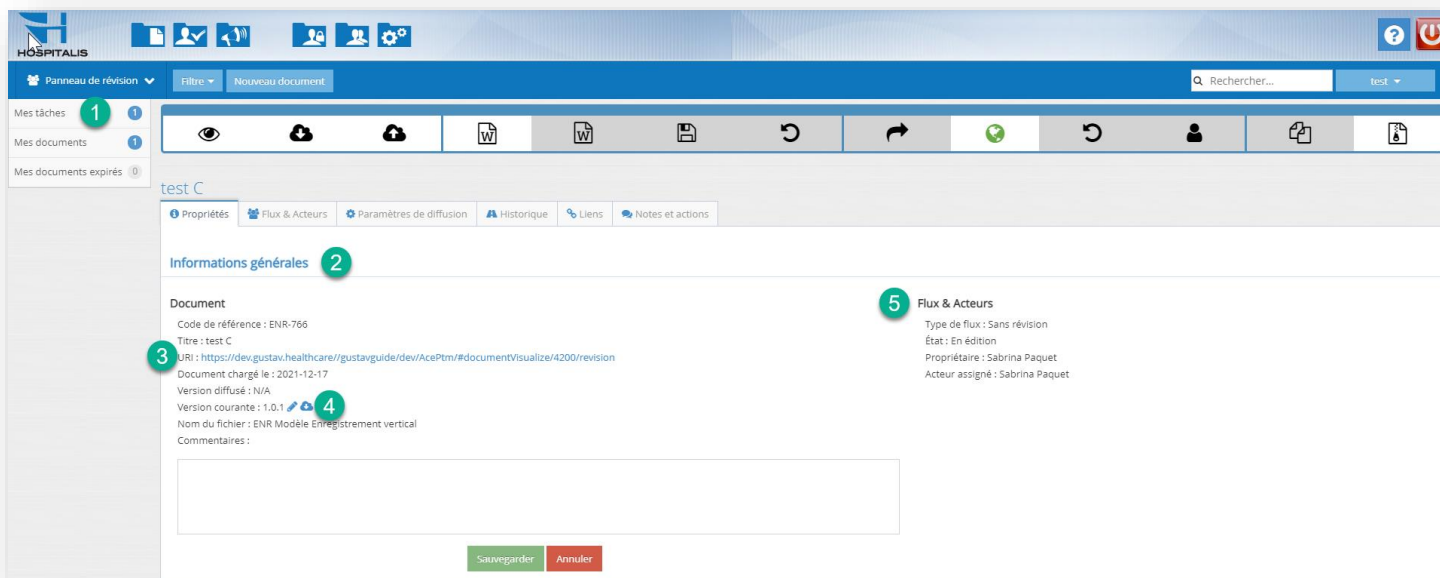 HOSPITALIS
Panneau de révision
Filtre
Nouveau document
Rechercher...
test
Mes tâches 1 1
Mes documents 1
Mes documents expirés 0
test C
Propriétés
Flux & Acteurs
Paramètres de diffusion
Historique
Liens
Notes et actions
Informations générales 2
Document
Code de référence : ENR-766
Titre : test C
3 URI : https://dev.gustav.healthcare//gustavguide/dev/AcePtm/#documentVisualize/4200/revision
Document chargé le : 2021-12-17
Version diffusé : N/A
Version courante : 1.0.1 4
Nom du fichier : ENR Modèle Enregistrement vertical
Commentaires :
5 Flux & Acteurs
Type de flux : Sans révision
État : En édition
Propriétaire : Sabrina Paquet
Acteur assigné : Sabrina Paquet
Sauvegarder
Annuler